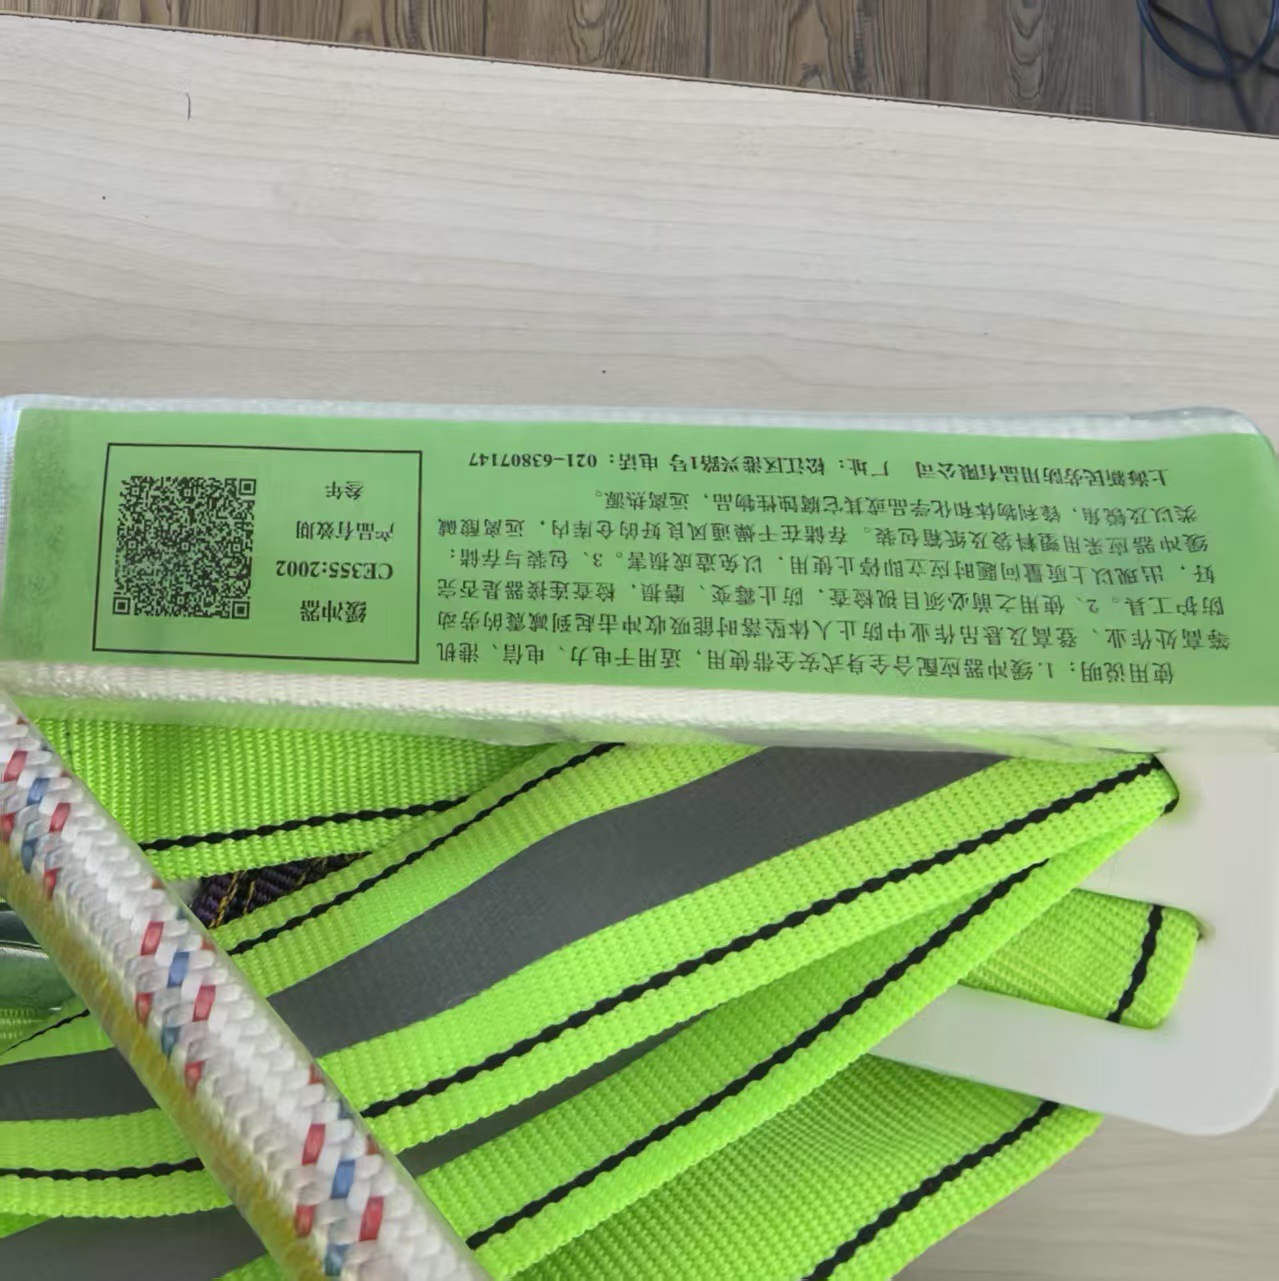 使用说明：1.缓冲器应配合全身式安全带使用，适用于电力、电信、港机
等高处作业、登高及悬吊作业中防止人体坠落时能吸收冲击起到减震的劳动
防护工具。2、使用之前必须目视检查，防止霉变、磨损，检查连接器是否完
好，出现以上质量问题时应立即停止使用，以免造成损害。3、包装与存储：
缓冲器应采用塑料袋及纸箱包装。存储在干燥通风良好的仓库内，远离酸碱
类以及锐角，锋利物体和化学品或其它腐蚀性物品，远离热源。
上海新民劳防用品有限公司 厂址：松江区港兴路1号 电话：021-63807147
缓冲器
CE355:2002
产品有效期
叁年